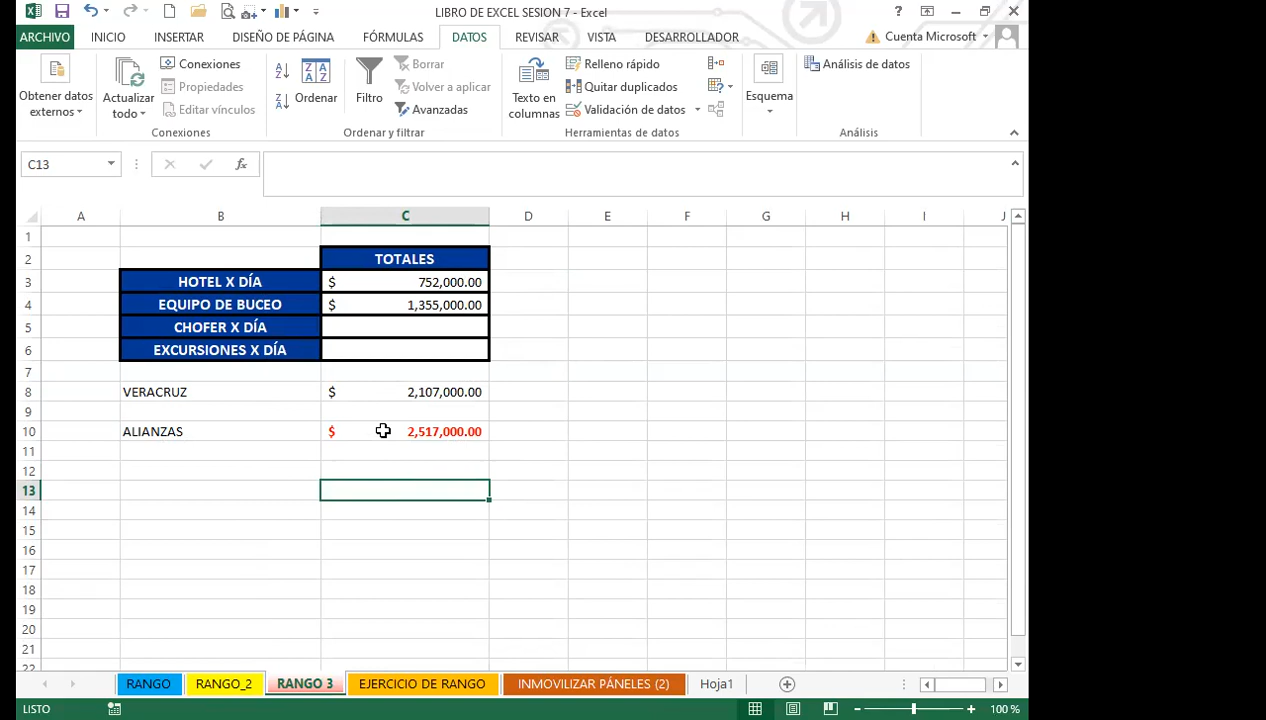 LIBRO DE EXCEL SESION 7 - Excel
?
ARCHIVO INICIO INSERTAR DISEÑO DE PÁGINA FÓRMULAS DATOS REVISAR VISTA DESARROLLADOR Cuenta Microsoft
Obtener datos externos
Actualizar todo
Conexiones
Propiedades
Editar vínculos
Conexiones
Ordenar
Filtro
Borrar
Volver a aplicar
Avanzadas
Ordenar y filtrar
Texto en columnas
Relleno rápido
Quitar duplicados
Validación de datos
Herramientas de datos
Esquema
Análisis de datos
Análisis
C13 fx
A B C D E F G H I J
1
2 TOTALES
3 HOTEL X DÍA $ 752,000.00
4 EQUIPO DE BUCEO $ 1,355,000.00
5 CHOFER X DÍA
6 EXCURSIONES X DÍA
7
8 VERACRUZ $ 2,107,000.00
9
10 ALIANZAS $ 2,517,000.00
11
12
13
14
15
16
17
18
19
20
21
22
RANGO RANGO_2 RANGO 3 EJERCICIO DE RANGO INMOVILIZAR PÁNELES (2) Hoja1
LISTO 100 %